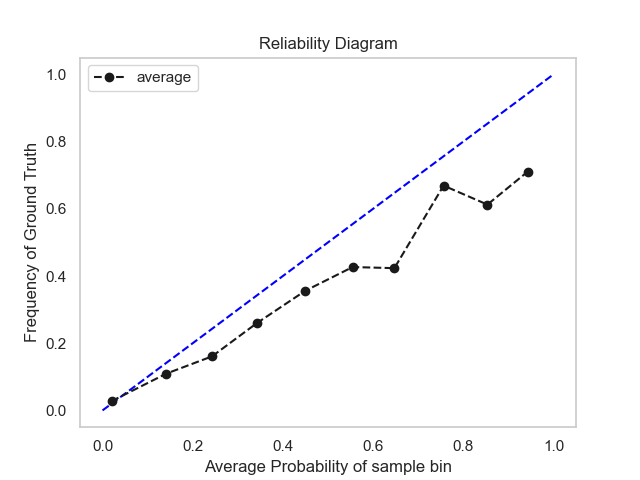 Reliability Diagram
average
Frequency of Ground Truth
1.0
0.8
0.6
0.4
0.2
0.0
0.0 0.2 0.4 0.6 0.8 1.0
Average Probability of sample bin